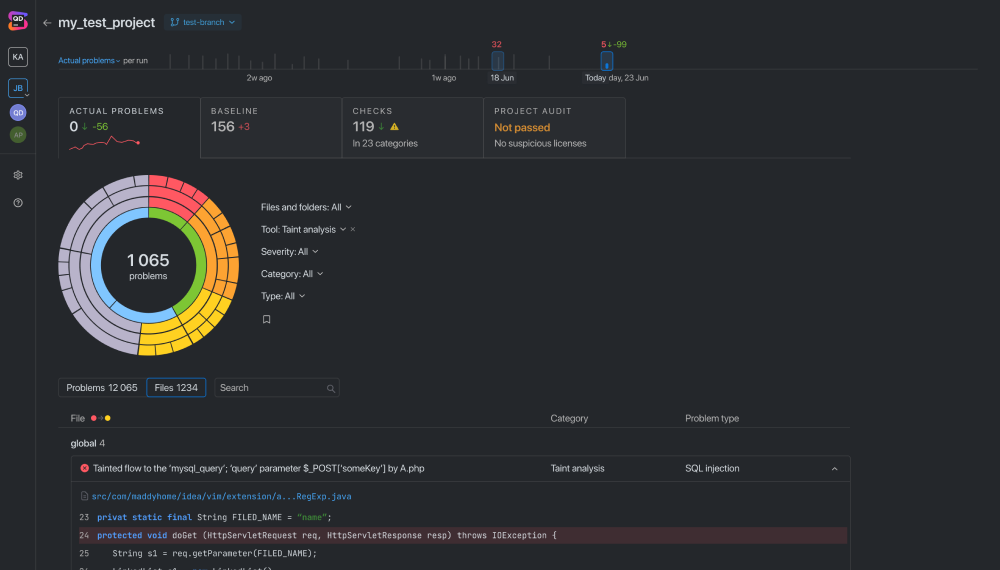 QD
my_test_project
test-branch
KA
32
5↓-99
Actual problems per run
JB
2w ago
1w ago
18 Jun
Today day, 23 Jun
QD
AP
ACTUAL PROBLEMS
0 ↓ -56
BASELINE
156 +3
CHECKS
119 ↓
In 23 categories
PROJECT AUDIT
Not passed
No suspicious licenses
1 065
problems
Files and folders: All
Tool: Taint analysis ×
Severity: All
Category: All
Type: All
Problems 12 065
Files 1234
Search
File
Category
Problem type
global 4
Tainted flow to the 'mysql_query'; 'query' parameter $_POST['someKey'] by A.php
Taint analysis
SQL injection
src/com/maddyhome/idea/vim/extension/a...RegExp.java
23 privat static final String FILED_NAME = “name”;
24 protected void doGet (HttpServletRequest req, HttpServletResponse resp) throws IOException {
25 String s1 = req.getParameter(FILED_NAME);